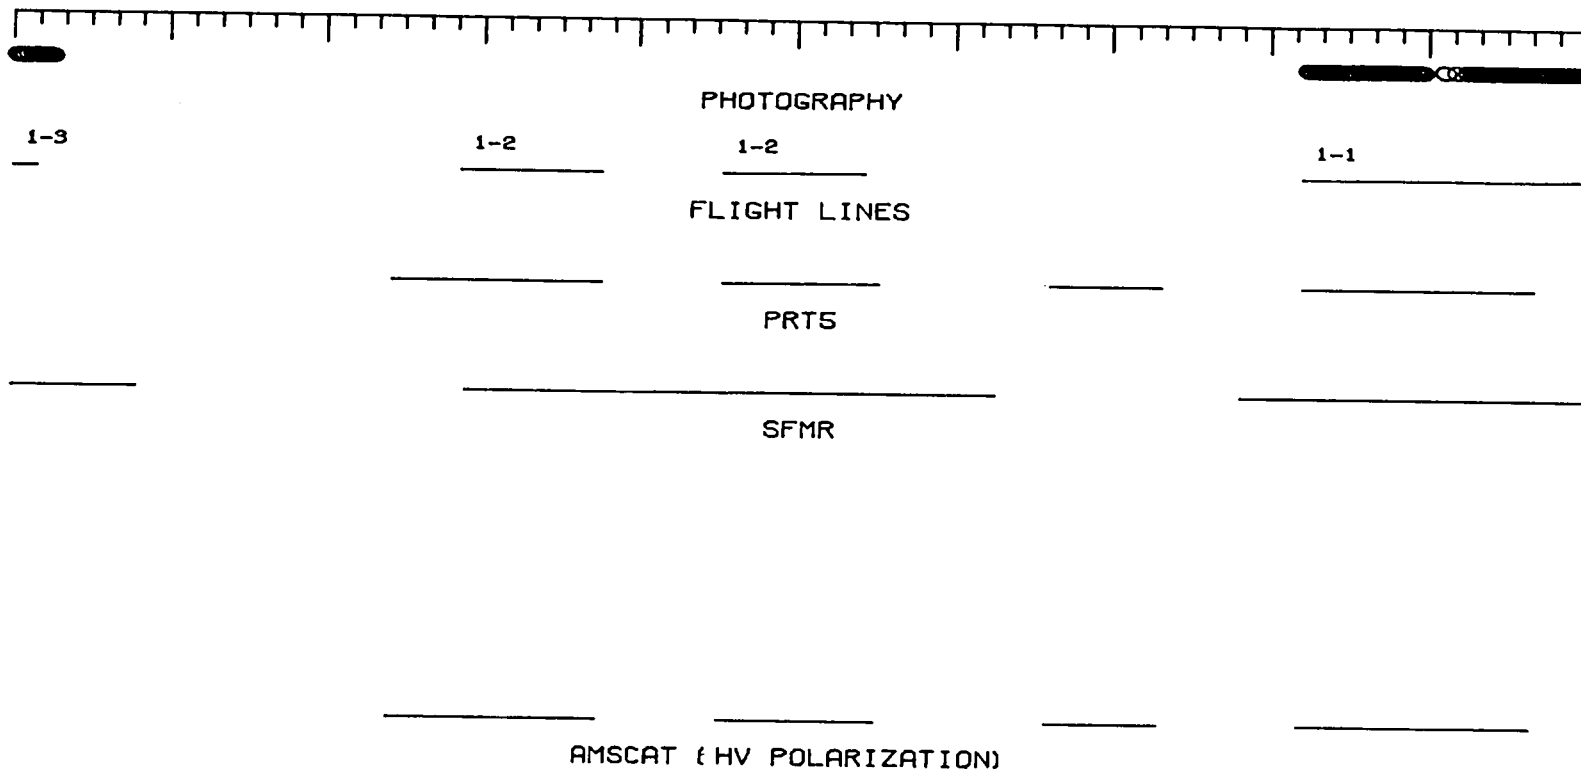 PHOTOGRAPHY
1-3 1-2 1-2 1-1
FLIGHT LINES
PRT5
SFMR
AMSCAT (HV POLARIZATION)